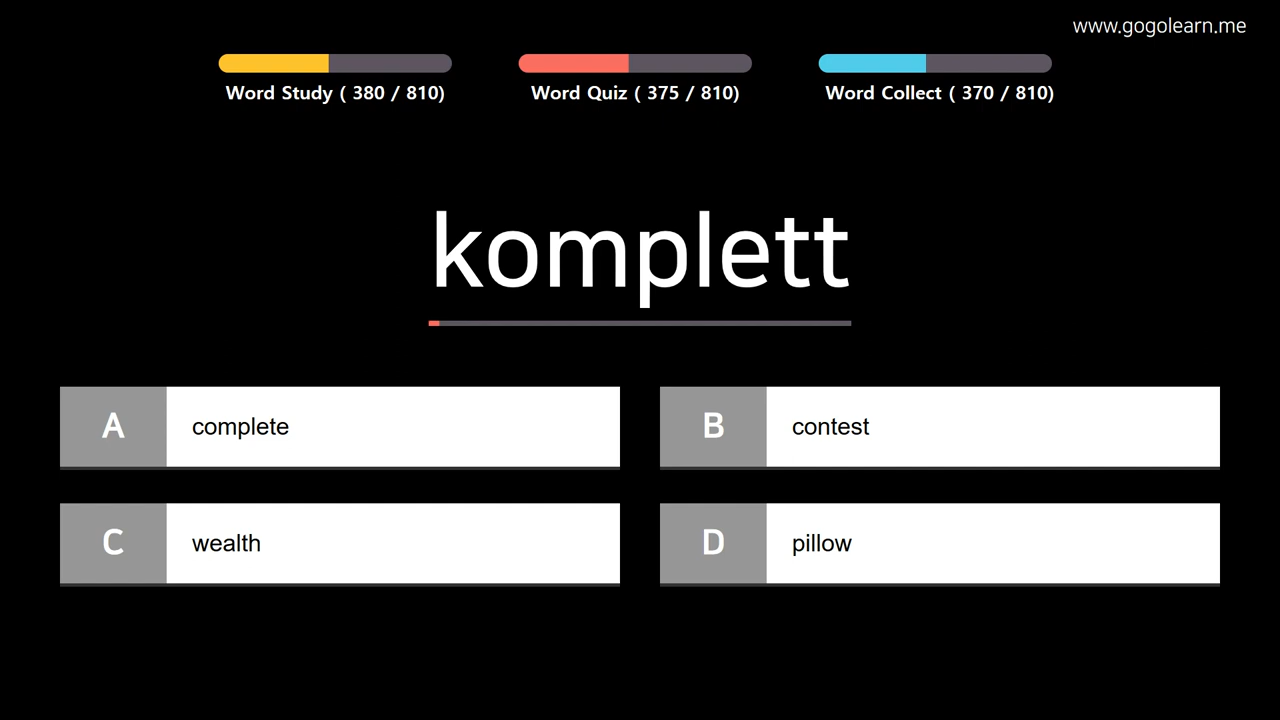 www.gogolearn.me
Word Study ( 380 / 810)
Word Quiz ( 375 / 810)
Word Collect ( 370 / 810)
komplett
A complete
B contest
C wealth
D pillow